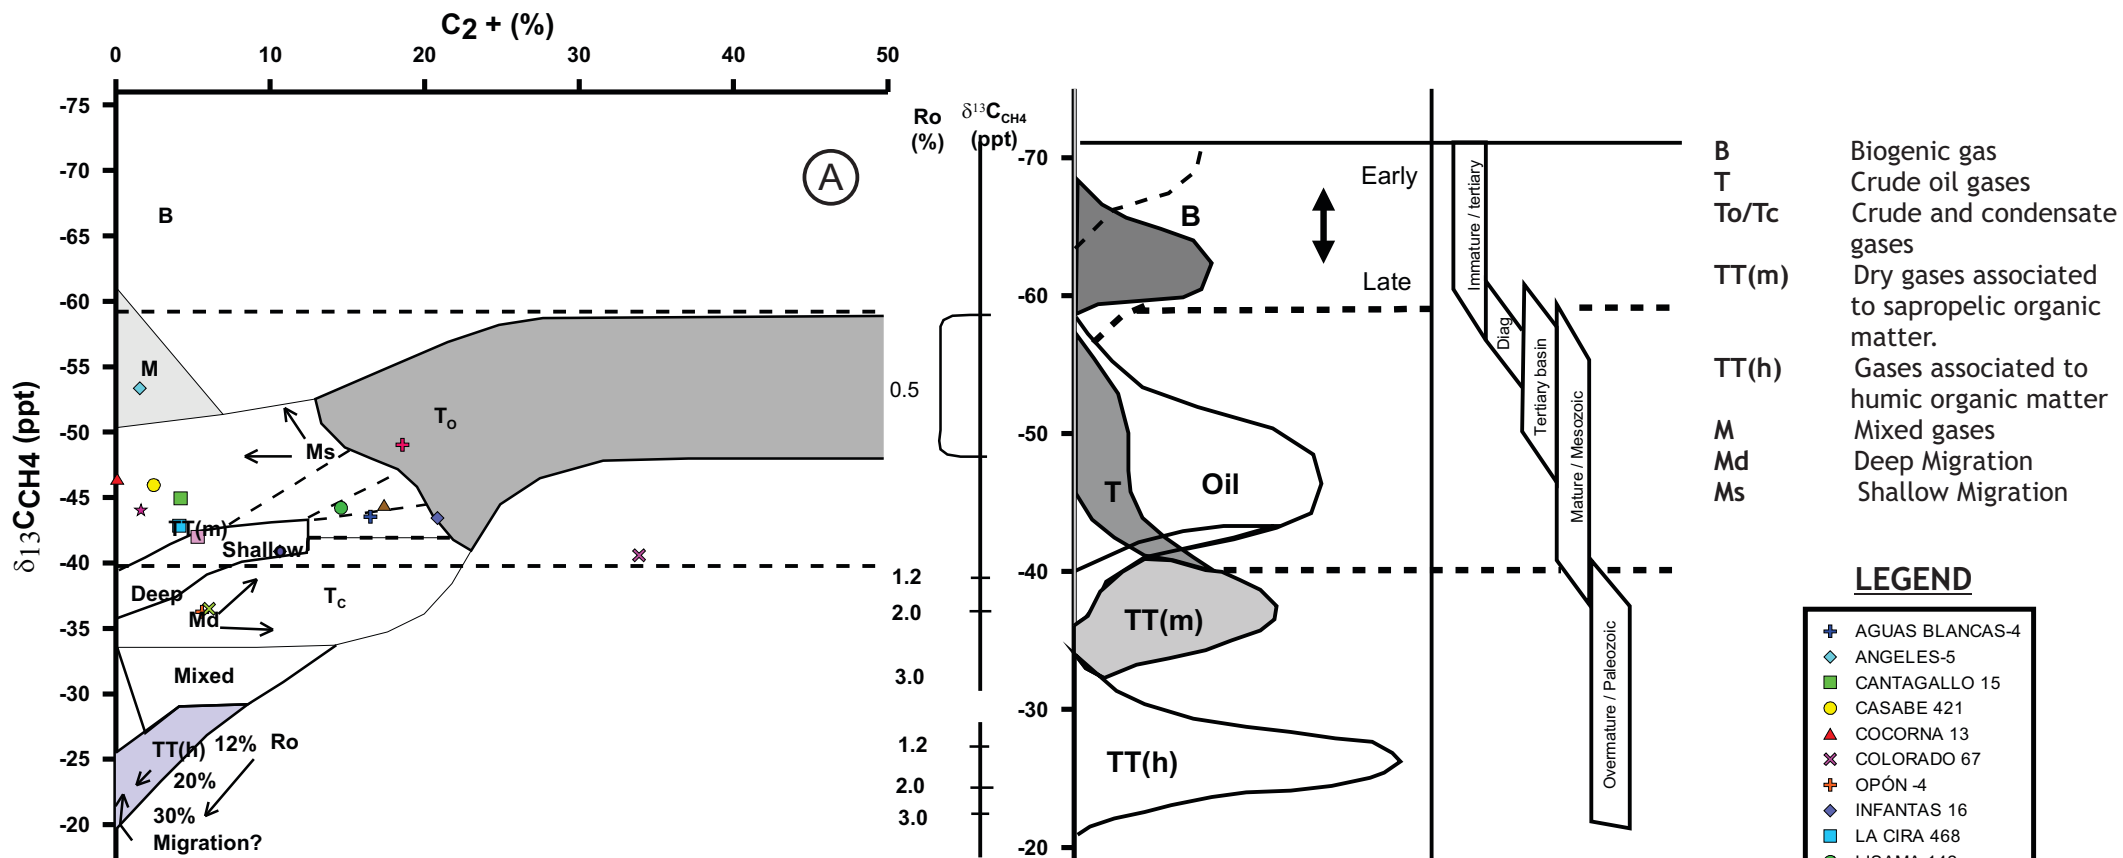 C2 + (%)
0 10 20 30 40 50
-75
-70
-65
-60
-55
-50
-45
-40
-35
-30
-25
-20
δ13CCH4 (ppt)
A
B
M
To
Ms
TT(m)
Shallow
Deep
Md
Tc
Mixed
TT(h)
12% Ro
20%
30%
Migration?
Ro
(%)
δ13CCH4
(ppt)
0.5
1.2
2.0
3.0
1.2
2.0
3.0
-70
-60
-50
-40
-30
-20
Early
B
Late
T
Oil
TT(m)
TT(h)
Immature / tertiary
Diag
Tertiary basin
Mature / Mesozoic
Overmature / Paleozoic
B Biogenic gas
T Crude oil gases
To/Tc Crude and condensate
gases
TT(m) Dry gases associated
to sapropelic organic
matter.
TT(h) Gases associated to
humic organic matter
M Mixed gases
Md Deep Migration
Ms Shallow Migration
LEGEND
AGUAS BLANCAS-4
ANGELES-5
CANTAGALLO 15
CASABE 421
COCORNA 13
COLORADO 67
OPÓN -4
INFANTAS 16
LA CIRA 468